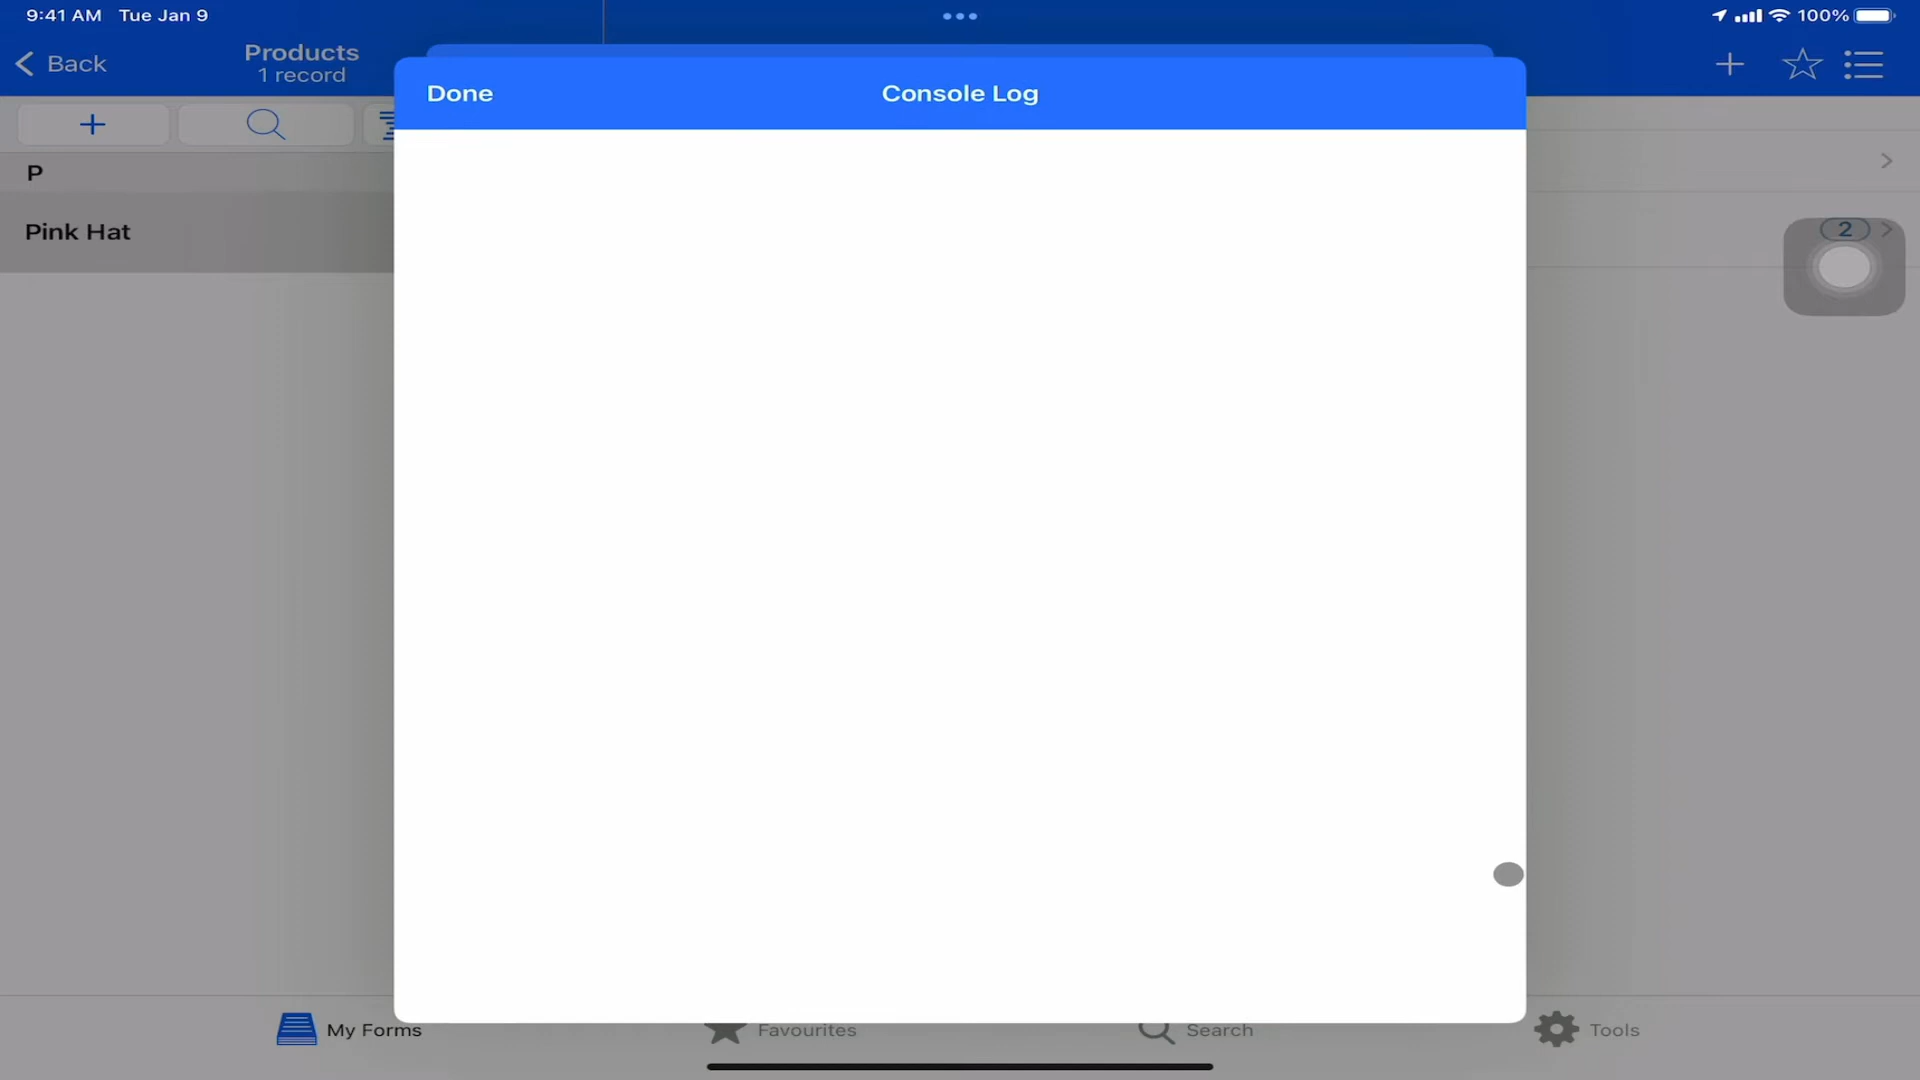 9:41 AM Tue Jan 9
100%
Back
Products
1 record
Done
Console Log
P
Pink Hat
2
My Forms
Favourites
Search
Tools